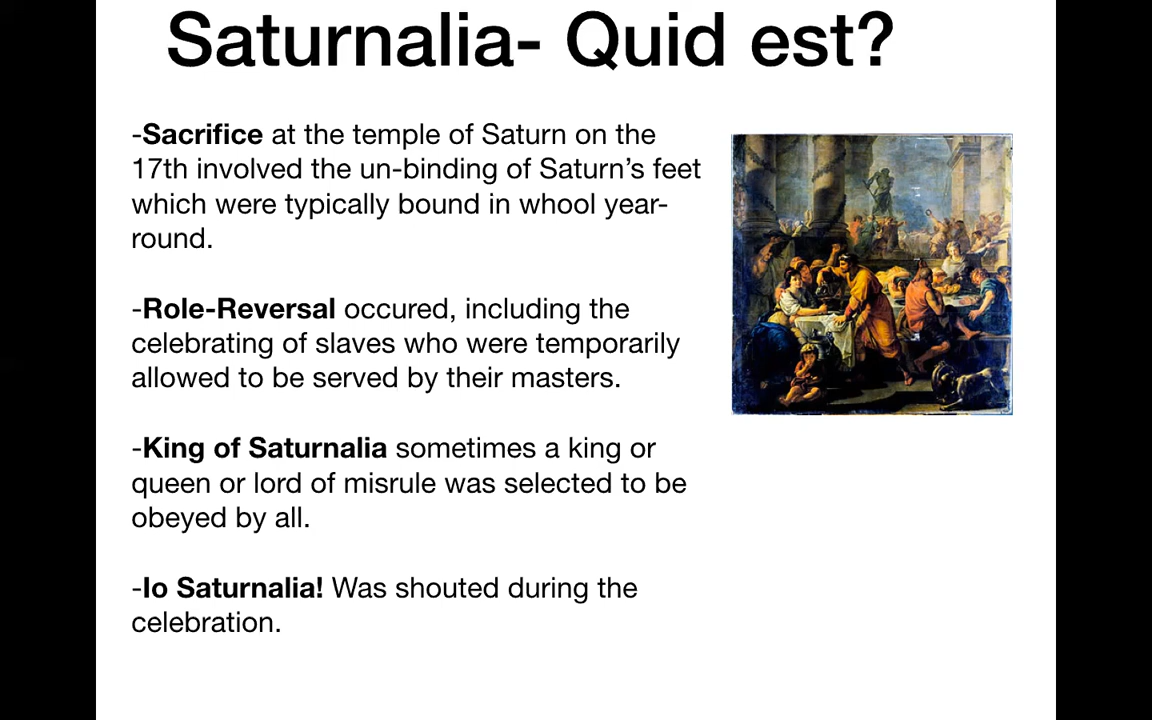 Saturnalia- Quid est?
-Sacrifice at the temple of Saturn on the
17th involved the un-binding of Saturn’s feet
which were typically bound in whool year-
round.
-Role-Reversal occured, including the
celebrating of slaves who were temporarily
allowed to be served by their masters.
-King of Saturnalia sometimes a king or
queen or lord of misrule was selected to be
obeyed by all.
-Io Saturnalia! Was shouted during the
celebration.